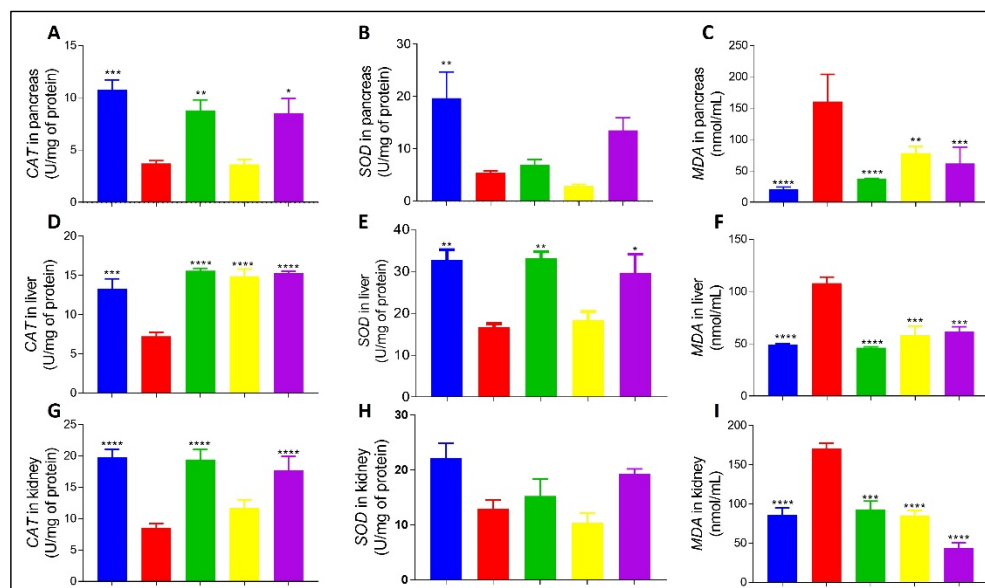 A
CAT in pancreas
(U/mg of protein)
15
10
5
0
***
**
*
B
SOD in pancreas
(U/mg of protein)
30
20
10
0
**
C
MDA in pancreas
(nmol/mL)
200
150
100
50
0
****
****
**
***
D
CAT in liver
(U/mg of protein)
20
15
10
5
0
***
****
****
****
E
SOD in liver
(U/mg of protein)
40
30
20
10
0
**
**
*
F
MDA in liver
(nmol/mL)
150
100
50
0
****
****
***
***
G
CAT in kidney
(U/mg of protein)
25
20
15
10
5
0
****
****
****
H
SOD in kidney
(U/mg of protein)
30
20
10
0
I
MDA in kidney
(nmol/mL)
200
150
100
50
0
****
***
****
****